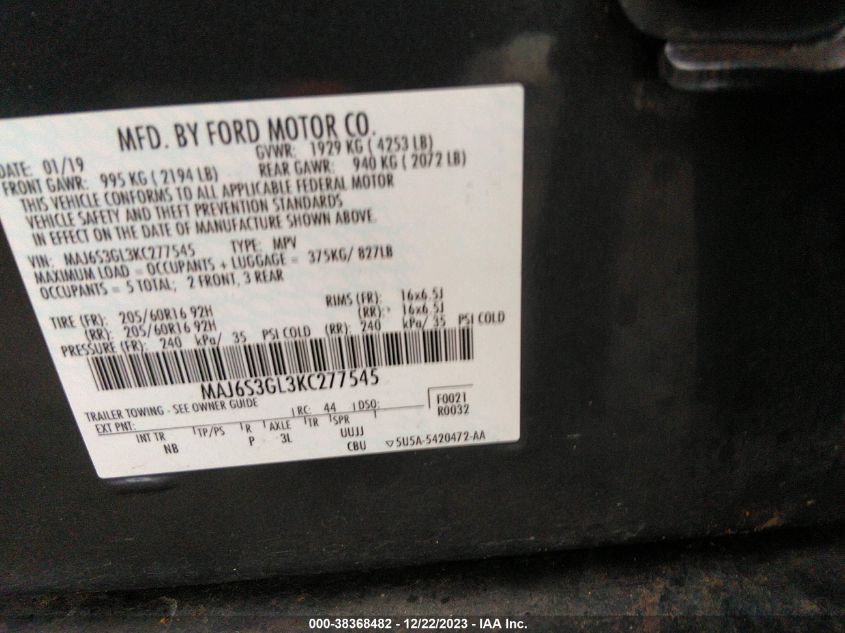 MFD. BY FORD MOTOR CO.
DATE: 01/19 GVWR: 1929 KG ( 4253 LB)
FRONT GAWR: 995 KG ( 2194 LB) REAR GAWR: 940 KG ( 2072 LB)
THIS VEHICLE CONFORMS TO ALL APPLICABLE FEDERAL MOTOR
VEHICLE SAFETY AND THEFT PREVENTION STANDARDS
IN EFFECT ON THE DATE OF MANUFACTURE SHOWN ABOVE.
VIN: MAJ6S3GL3KC277545 TYPE: MPV
MAXIMUM LOAD = OCCUPANTS + LUGGAGE = 375KG/ 827LB
OCCUPANTS = 5 TOTAL; 2 FRONT, 3 REAR
TIRE (FR): 205/60R16 92H RIMS (FR): 16x6.5J
(RR): 205/60R16 92H (RR): 16x6.5J
PRESSURE (FR): 240 kPa/ 35 PSI COLD (RR): 240 kPa/ 35 PSI COLD
MAJ6S3GL3KC277545
TRAILER TOWING - SEE OWNER GUIDE
EXT PNT: RC: 44 DSO: F0021
R0032
INT TR TP/PS R AXLE TR SPR
NB P 3L UUJJ
CBU ▽5U5A-5420472-AA
000-38368482 - 12/22/2023 - IAA Inc.